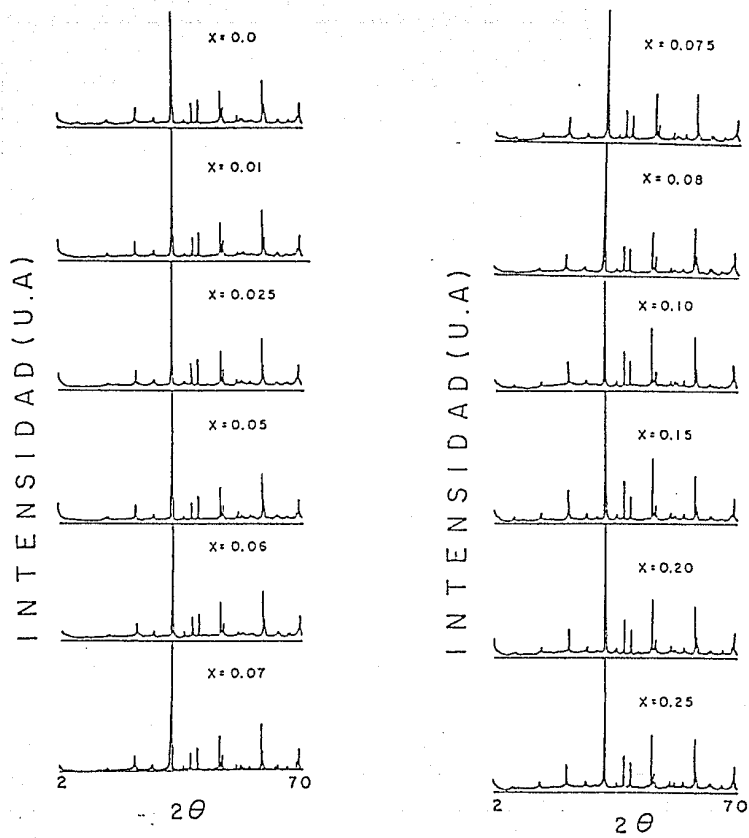 INTENSIDAD (U.A)
X = 0.0
X = 0.01
X = 0.025
X = 0.05
X = 0.06
X = 0.07
2 70
2θ
INTENSIDAD (U.A)
X = 0.075
X = 0.08
X = 0.10
X = 0.15
X = 0.20
X = 0.25
2 70
2θ